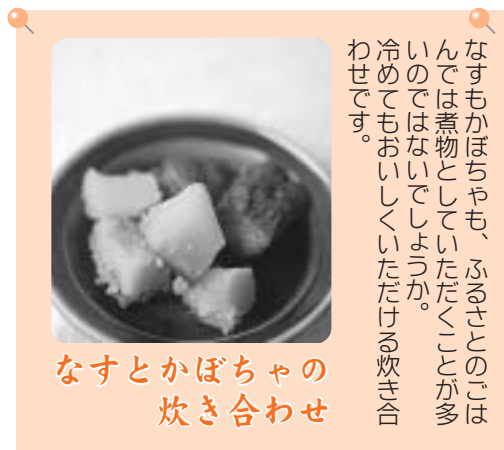 なすもかぼちゃも、ふるさとのごは
んでは煮物としていただくことが多
いのではないでしょうか。
冷めてもおいしくいただける炊き合
わせです。
なすとかぼちゃの
炊き合わせ